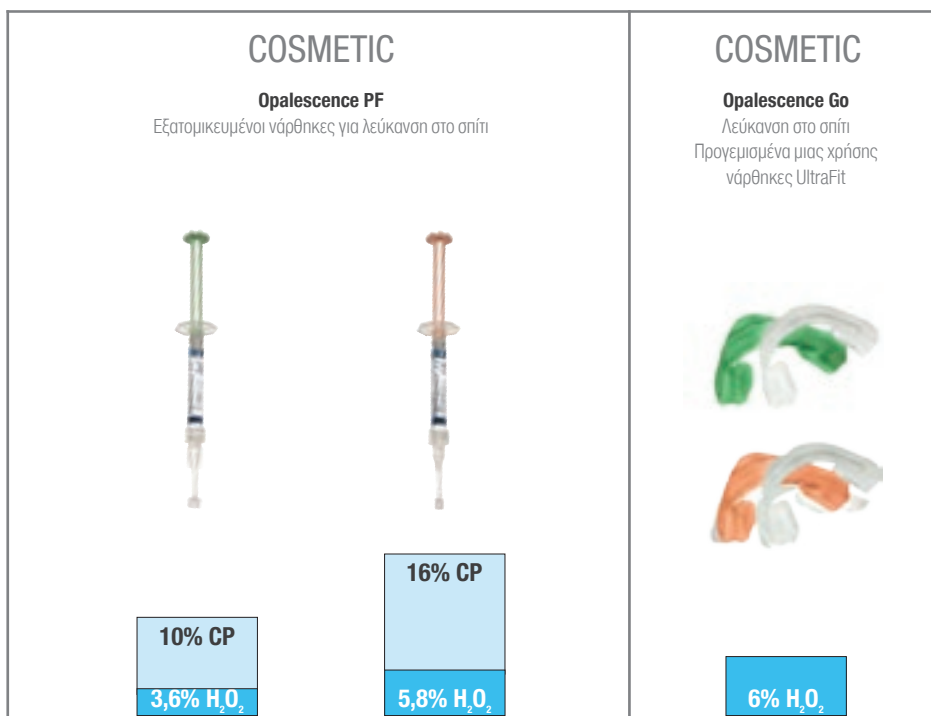 COSMETIC
Opalescence PF
Εξατομικευμένοι νάρθηκες για λεύκανση στο σπίτι
10% CP
3,6% H₂O₂
16% CP
5,8% H₂O₂
COSMETIC
Opalescence Go
Λεύκανση στο σπίτι
Προγεμισμένα μιας χρήσης
νάρθηκες UltraFit
6% H₂O₂